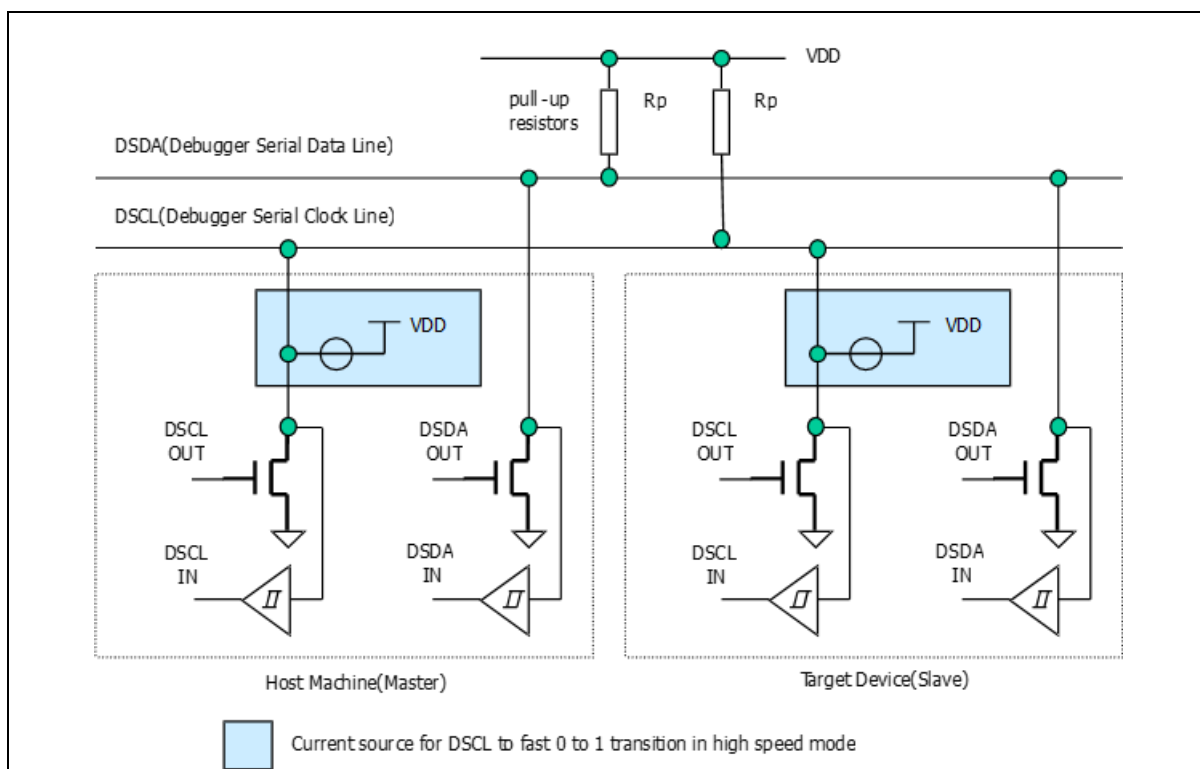 VDD
pull -up
resistors
Rp
Rp
DSDA(Debugger Serial Data Line)
DSCL(Debugger Serial Clock Line)
VDD
VDD
DSCL
OUT
DSDA
OUT
DSCL
OUT
DSDA
OUT
DSCL
IN
DSDA
IN
DSCL
IN
DSDA
IN
Host Machine(Master)
Target Device(Slave)
Current source for DSCL to fast 0 to 1 transition in high speed mode